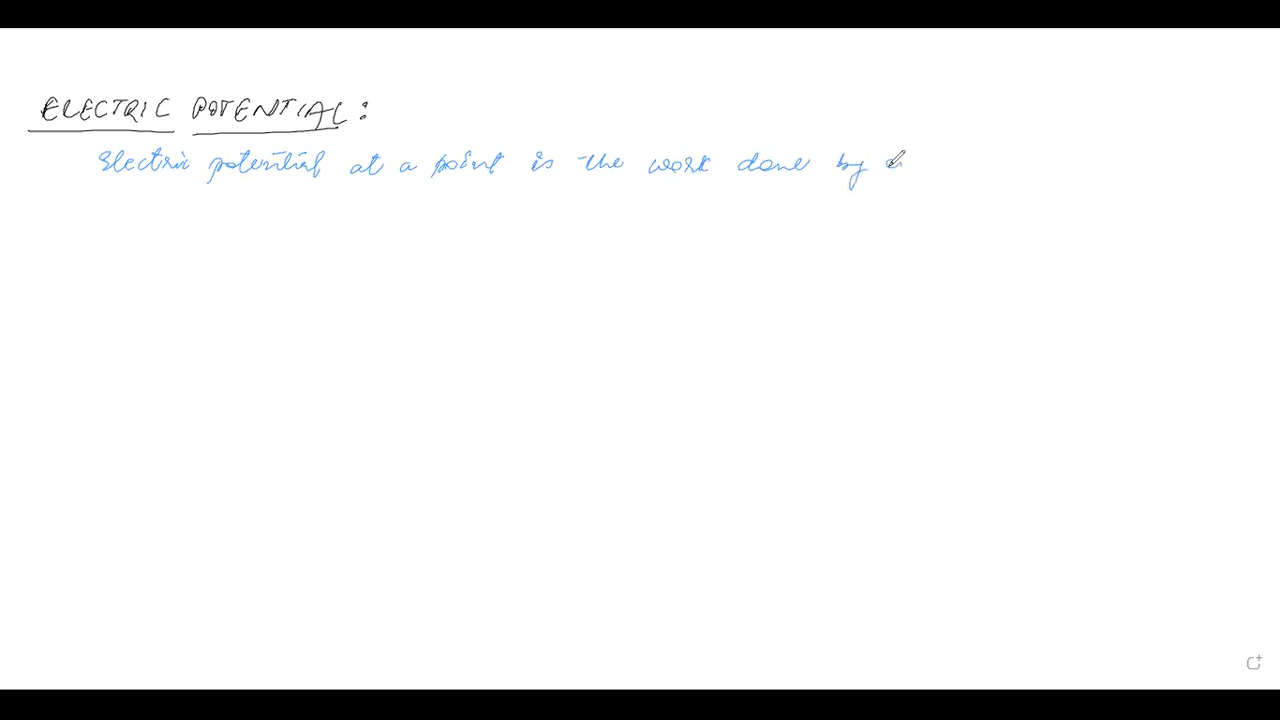 ELECTRIC POTENTIAL:
Electric potential at a point is the work done by